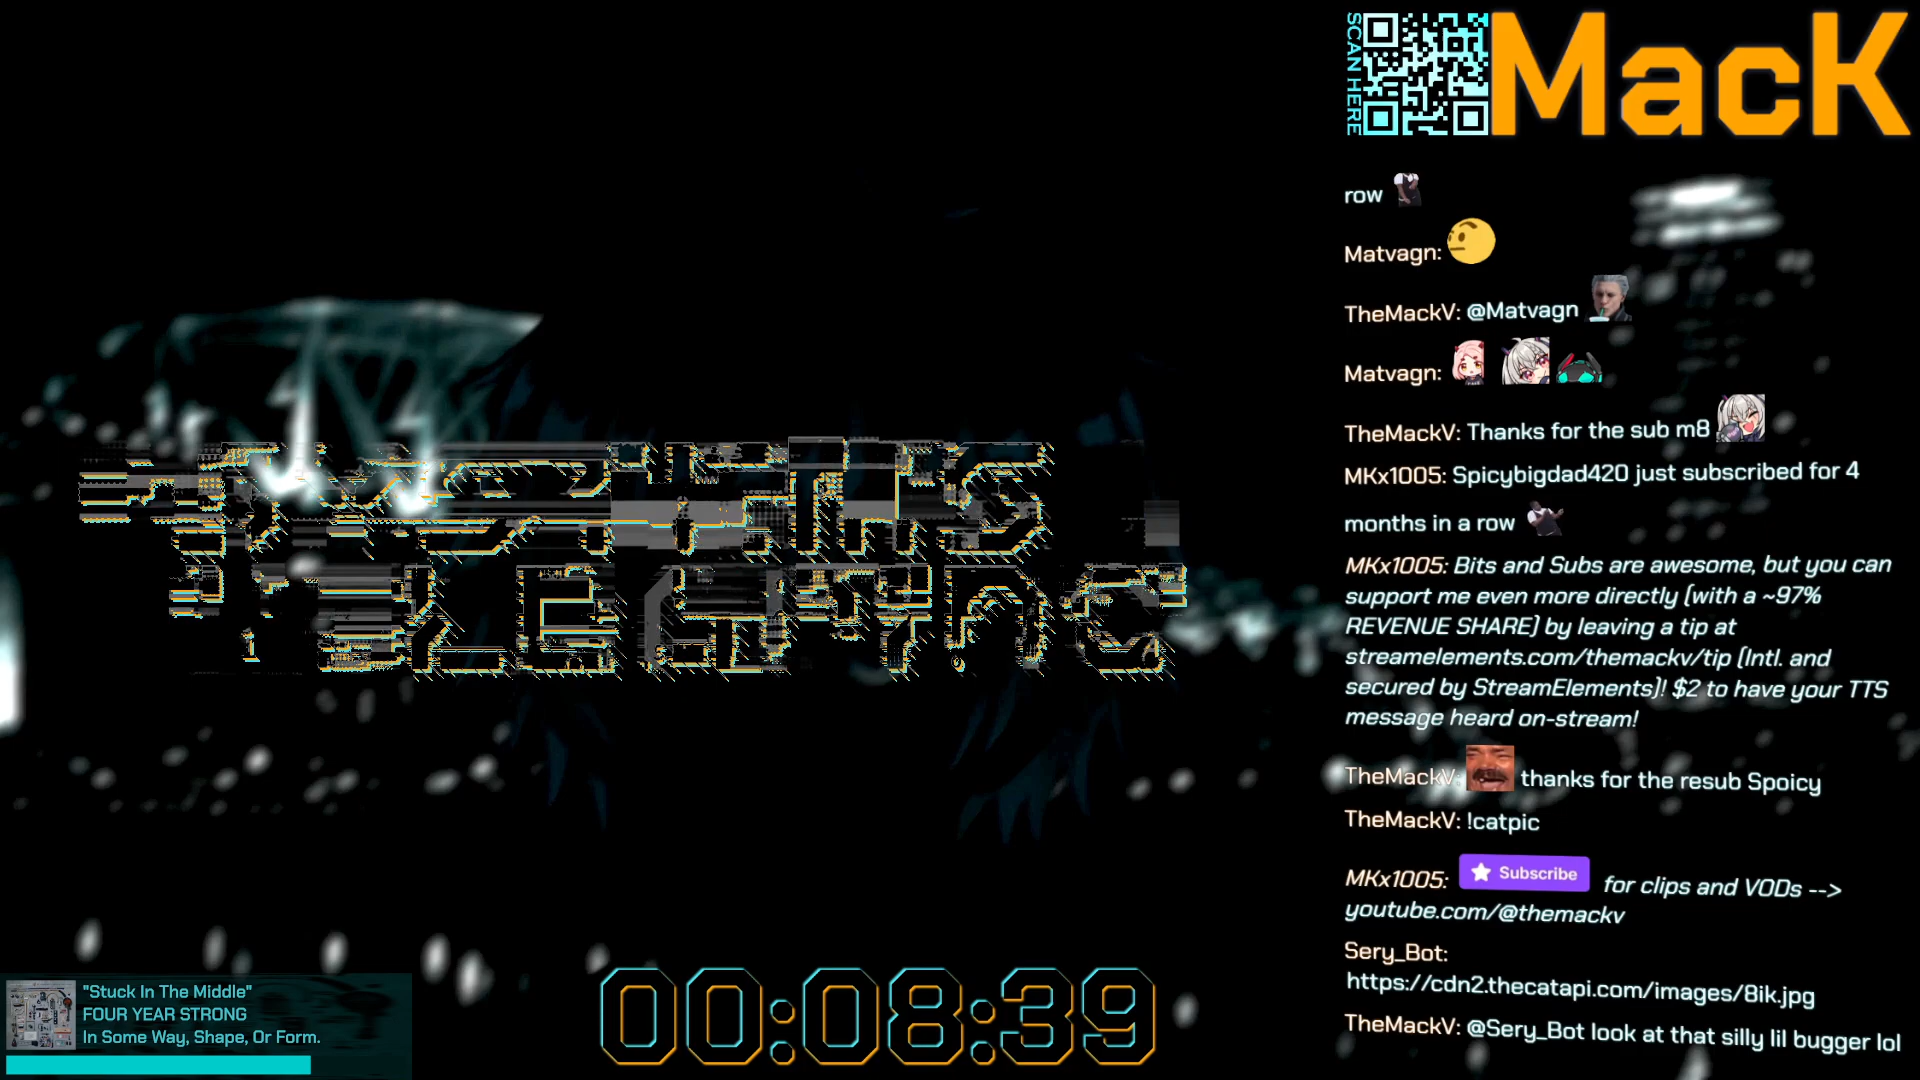 SCAN HERE
MacK
row
Matvagn:
TheMackV: @Matvagn
Matvagn:
TheMackV: Thanks for the sub m8
MKx1005: Spicybigdad420 just subscribed for 4
months in a row
MKx1005: Bits and Subs are awesome, but you can
support me even more directly (with a ~97%
REVENUE SHARE) by leaving a tip at
streamelements.com/themackv/tip (Intl. and
secured by StreamElements)! $2 to have your TTS
message heard on-stream!
TheMackV: thanks for the resub Spoicy
TheMackV: !catpic
MKx1005: Subscribe for clips and VODs -->
youtube.com/@themackv
Sery_Bot:
https://cdn2.thecatapi.com/images/8ik.jpg
TheMackV: @Sery_Bot look at that silly lil bugger lol
"Stuck In The Middle"
FOUR YEAR STRONG
In Some Way, Shape, Or Form.
00:08:39